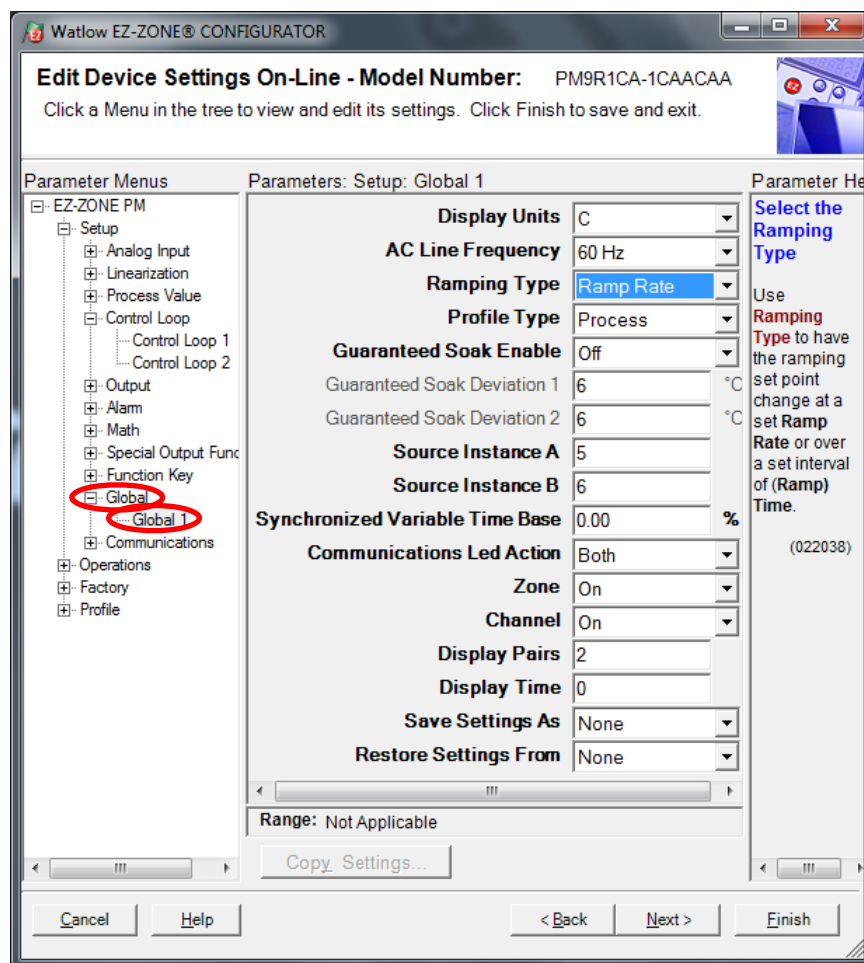 Watlow EZ-ZONE® CONFIGURATOR
Edit Device Settings On-Line - Model Number: PM9R1CA-1CAACAA
Click a Menu in the tree to view and edit its settings. Click Finish to save and exit.
EZ
Parameter Menus
EZ-ZONE PM
Setup
Analog Input
Linearization
Process Value
Control Loop
Control Loop 1
Control Loop 2
Output
Alarm
Math
Special Output Func
Function Key
Global
Global 1
Communications
Operations
Factory
Profile
Parameters: Setup: Global 1
Display Units C
AC Line Frequency 60 Hz
Ramping Type Ramp Rate
Profile Type Process
Guaranteed Soak Enable Off
Guaranteed Soak Deviation 1 6 °C
Guaranteed Soak Deviation 2 6 °C
Source Instance A 5
Source Instance B 6
Synchronized Variable Time Base 0.00 %
Communications Led Action Both
Zone On
Channel On
Display Pairs 2
Display Time 0
Save Settings As None
Restore Settings From None
Range: Not Applicable
Copy Settings...
Parameter He
Select the
Ramping
Type
Use
Ramping
Type to have
the ramping
set point
change at a
set Ramp
Rate or over
a set interval
of (Ramp)
Time.
(022038)
Cancel
Help
< Back
Next >
Finish